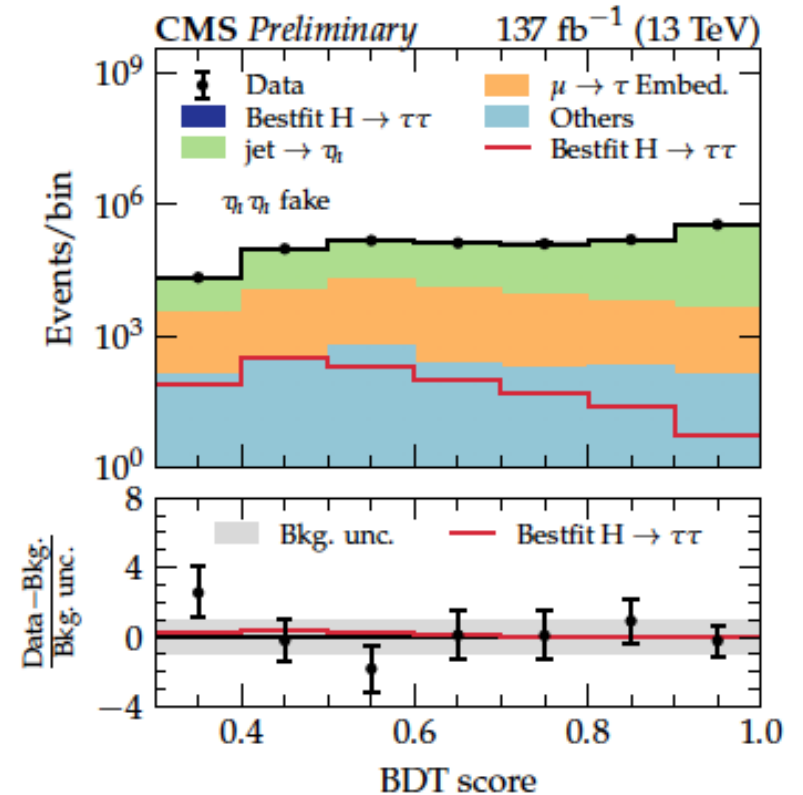 CMS Preliminary 137 fb⁻¹ (13 TeV)
10⁹
Data
μ → τ Embed.
Bestfit H → ττ
Others
jet → τₕ
Bestfit H → ττ
10⁶
τₕ τₕ fake
Events/bin
10³
10⁰
8
Bkg. unc.
Bestfit H → ττ
4
Data−Bkg.
Bkg. unc.
0
−4
0.4 0.6 0.8 1.0
BDT score